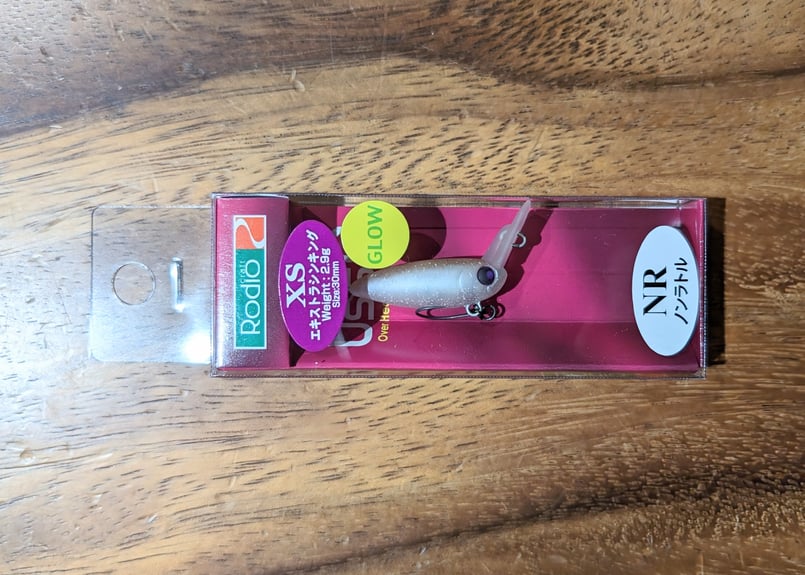 Rodio
XS
エキストラシンキング
Weight : 2.9g
Size:30mm
GLOW
Over
NR
ノンラトル